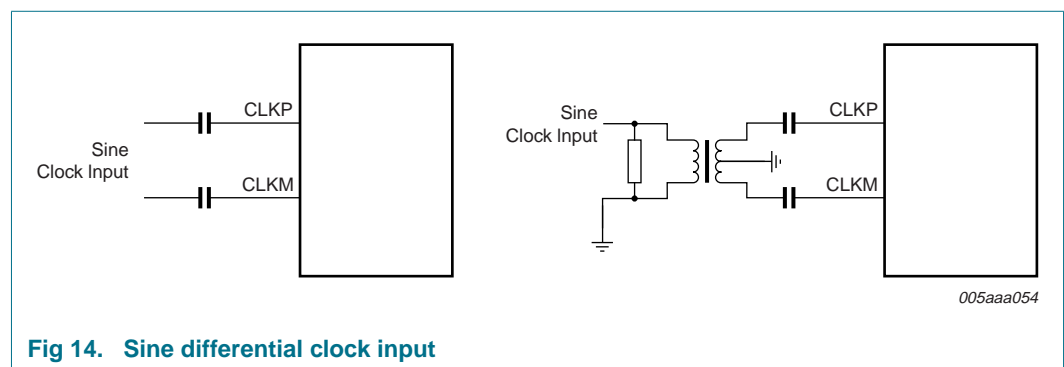 CLKP
Sine
Clock Input
CLKM
Sine
Clock Input
CLKP
CLKM
005aaa054
Fig 14. Sine differential clock input